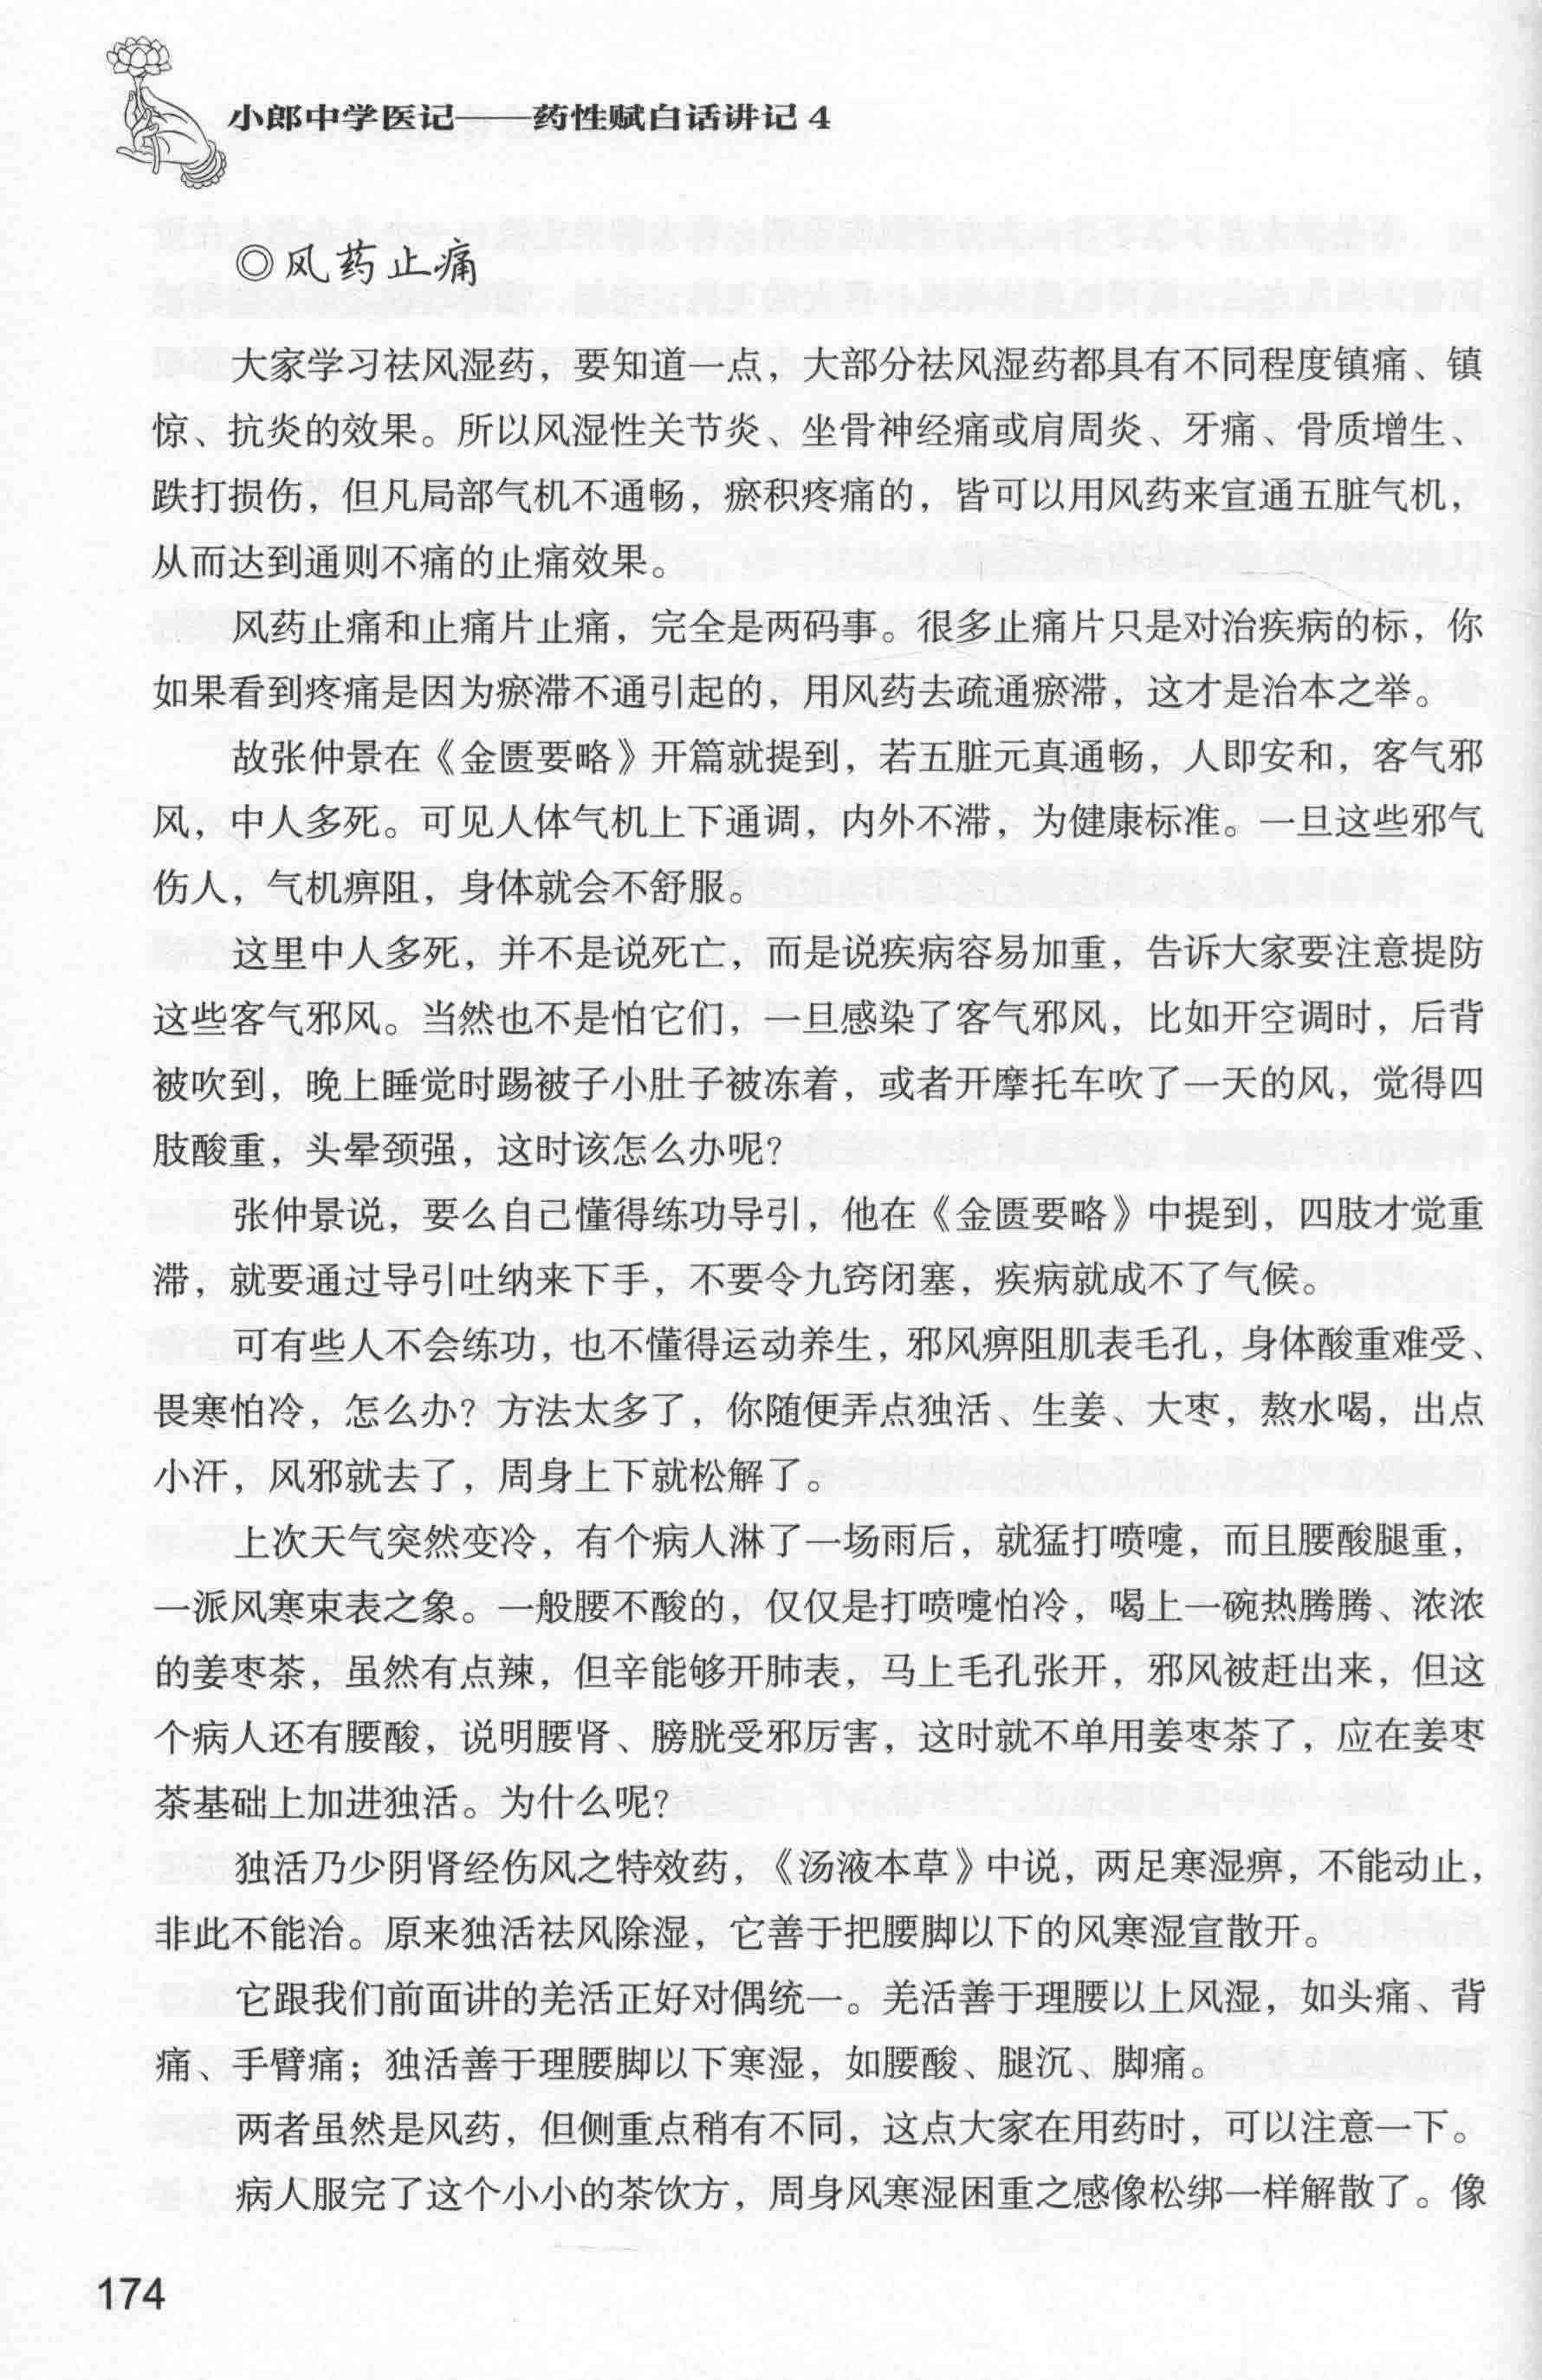 小郎中学医记——药性赋白话讲记4
◎风药止痛
大家学习祛风湿药，要知道一点，大部分祛风湿药都具有不同程度镇痛、镇
惊、抗炎的效果。所以风湿性关节炎、坐骨神经痛或肩周炎、牙痛、骨质增生、
跌打损伤，但凡局部气机不通畅，瘀积疼痛的，皆可以用风药来宣通五脏气机，
从而达到通则不痛的止痛效果。
风药止痛和止痛片止痛，完全是两码事。很多止痛片只是对治疾病的标，你
如果看到疼痛是因为瘀滞不通引起的，用风药去疏通瘀滞，这才是治本之举。
故张仲景在《金匮要略》开篇就提到，若五脏元真通畅，人即安和，客气邪
风，中人多死。可见人体气机上下通调，内外不滞，为健康标准。一旦这些邪气
伤人，气机痹阻，身体就会不舒服。
这里中人多死，并不是说死亡，而是说疾病容易加重，告诉大家要注意提防
这些客气邪风。当然也不是怕它们，一旦感染了客气邪风，比如开空调时，后背
被吹到，晚上睡觉时踢被子小肚子被冻着，或者开摩托车吹了一天的风，觉得四
肢酸重，头晕颈强，这时该怎么办呢？
张仲景说，要么自己懂得练功导引，他在《金匮要略》中提到，四肢才觉重
滞，就要通过导引吐纳来下手，不要令九窍闭塞，疾病就成不了气候。
可有些人不会练功，也不懂得运动养生，邪风痹阻肌表毛孔，身体酸重难受、
畏寒怕冷，怎么办？方法太多了，你随便弄点独活、生姜、大枣，熬水喝，出点
小汗，风邪就去了，周身上下就松解了。
上次天气突然变冷，有个病人淋了一场雨后，就猛打喷嚏，而且腰酸腿重，
一派风寒束表之象。一般腰不酸的，仅仅是打喷嚏怕冷，喝上一碗热腾腾、浓浓
的姜枣茶，虽然有点辣，但辛能够开肺表，马上毛孔张开，邪风被赶出来，但这
个病人还有腰酸，说明腰肾、膀胱受邪厉害，这时就不单用姜枣茶了，应在姜枣
茶基础上加进独活。为什么呢？
独活乃少阴肾经伤风之特效药，《汤液本草》中说，两足寒湿痹，不能动止，
非此不能治。原来独活祛风除湿，它善于把腰脚以下的风寒湿宣散开。
它跟我们前面讲的羌活正好对偶统一。羌活善于理腰以上风湿，如头痛、背
痛、手臂痛；独活善于理腰脚以下寒湿，如腰酸、腿沉、脚痛。
两者虽然是风药，但侧重点稍有不同，这点大家在用药时，可以注意一下。
病人服完了这个小小的茶饮方，周身风寒湿困重之感像松绑一样解散了。像
174